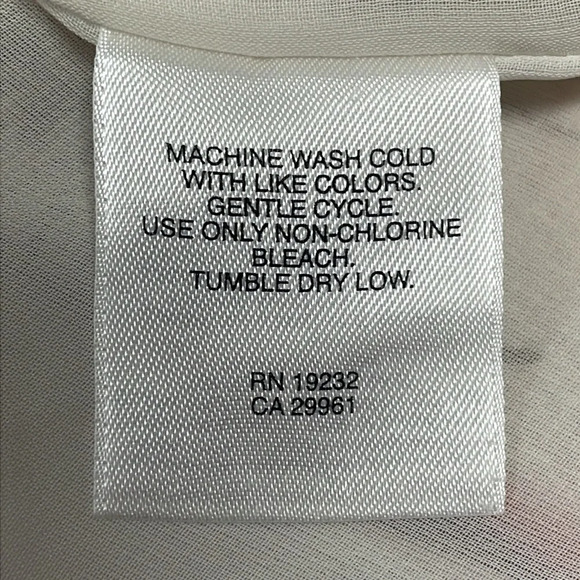 MACHINE WASH COLD
WITH LIKE COLORS.
GENTLE CYCLE.
USE ONLY NON-CHLORINE
BLEACH.
TUMBLE DRY LOW.
RN 19232
CA 29961